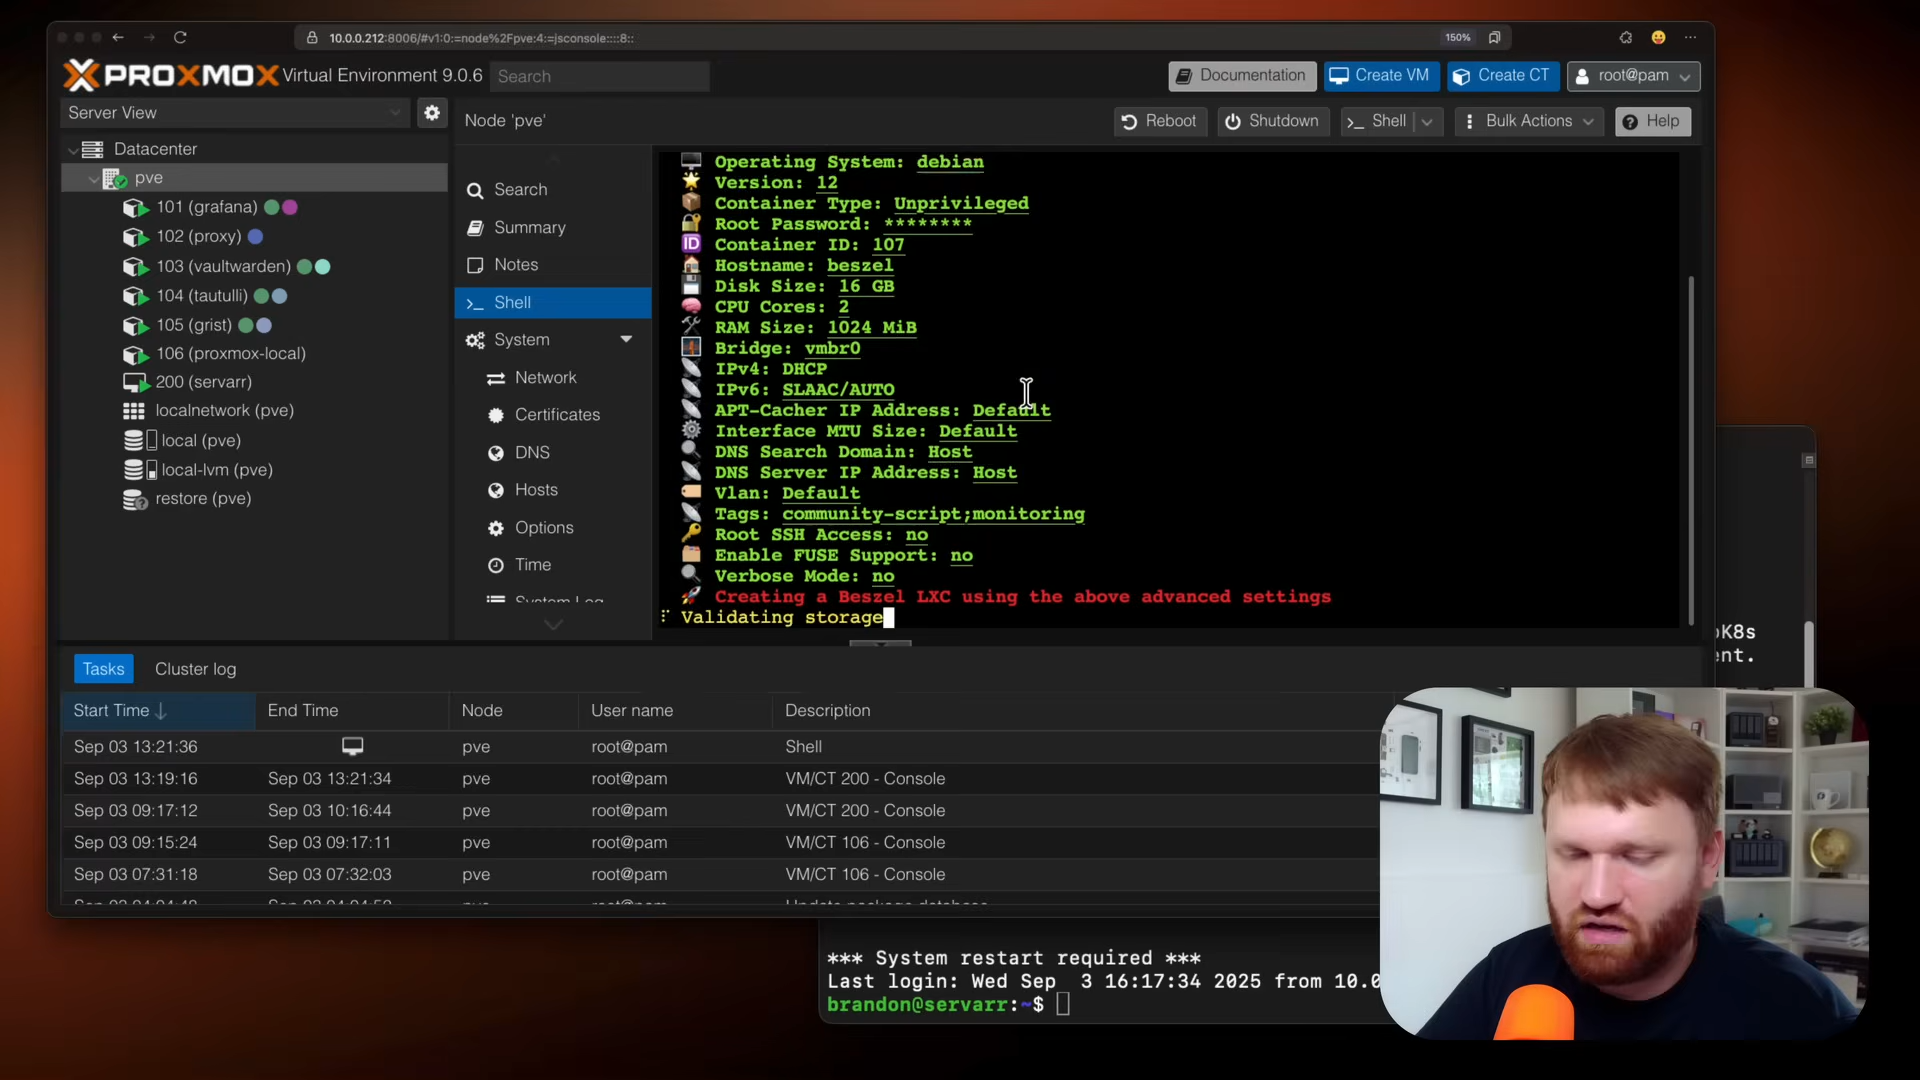 10.0.0.212:8006/#v1:0:=node%2Fpve:4:=jsconsole::::8::
150%
PROXMOX Virtual Environment 9.0.6
Search
Documentation
Create VM
Create CT
root@pam
Server View
Node 'pve'
Reboot
Shutdown
Shell
Bulk Actions
Help
Datacenter
pve
101 (grafana)
102 (proxy)
103 (vaultwarden)
104 (tautulli)
105 (grist)
106 (proxmox-local)
200 (servarr)
localnetwork (pve)
local (pve)
local-lvm (pve)
restore (pve)
Search
Summary
Notes
Shell
System
Network
Certificates
DNS
Hosts
Options
Time
System Log
Operating System: debian
Version: 12
Container Type: Unprivileged
Root Password: ********
ID Container ID: 107
Hostname: beszel
Disk Size: 16 GB
CPU Cores: 2
RAM Size: 1024 MiB
Bridge: vmbr0
IPv4: DHCP
IPv6: SLAAC/AUTO
APT-Cacher IP Address: Default
Interface MTU Size: Default
DNS Search Domain: Host
DNS Server IP Address: Host
Vlan: Default
Tags: community-script;monitoring
Root SSH Access: no
Enable FUSE Support: no
Verbose Mode: no
Creating a Beszel LXC using the above advanced settings
Validating storage
K8s
ent.
Tasks
Cluster log
Start Time End Time Node User name Description
Sep 03 13:21:36 pve root@pam Shell
Sep 03 13:19:16 Sep 03 13:21:34 pve root@pam VM/CT 200 - Console
Sep 03 09:17:12 Sep 03 10:16:44 pve root@pam VM/CT 200 - Console
Sep 03 09:15:24 Sep 03 09:17:11 pve root@pam VM/CT 106 - Console
Sep 03 07:31:18 Sep 03 07:32:03 pve root@pam VM/CT 106 - Console
*** System restart required ***
Last login: Wed Sep 3 16:17:34 2025 from 10.0
brandon@servarr:~$